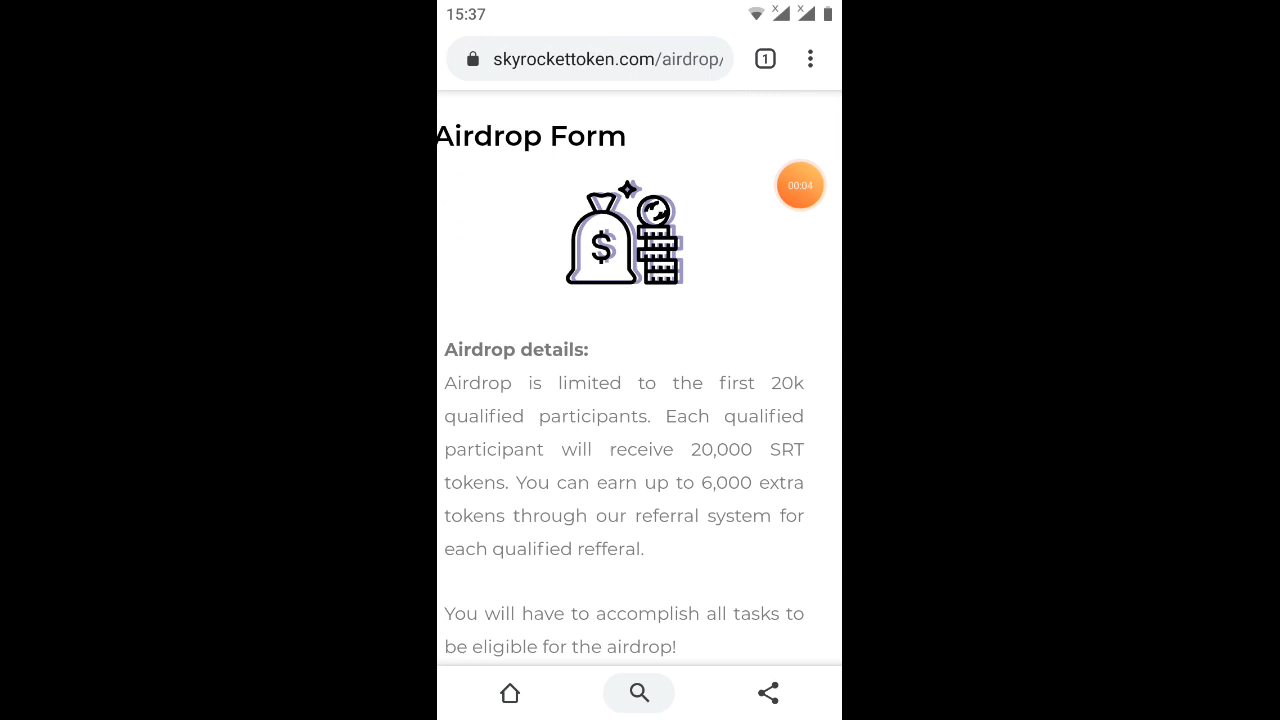 15:37
skyrockettoken.com/airdrop/
1
Airdrop Form
00:04
$
Airdrop details:
Airdrop is limited to the first 20k
qualified participants. Each qualified
participant will receive 20,000 SRT
tokens. You can earn up to 6,000 extra
tokens through our referral system for
each qualified refferal.
You will have to accomplish all tasks to
be eligible for the airdrop!